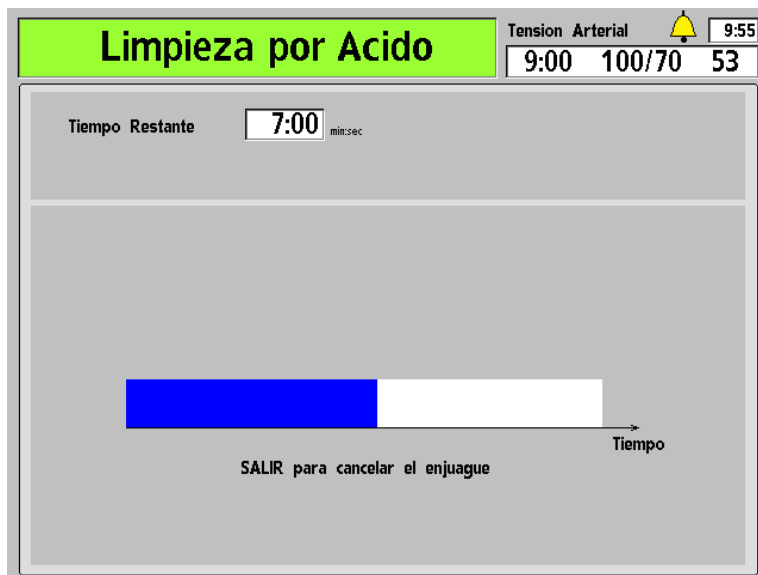 Limpieza por Acido
Tension Arterial
9:55
9:00 100/70 53
Tiempo Restante 7:00 min:sec
Tiempo
SALIR para cancelar el enjuague